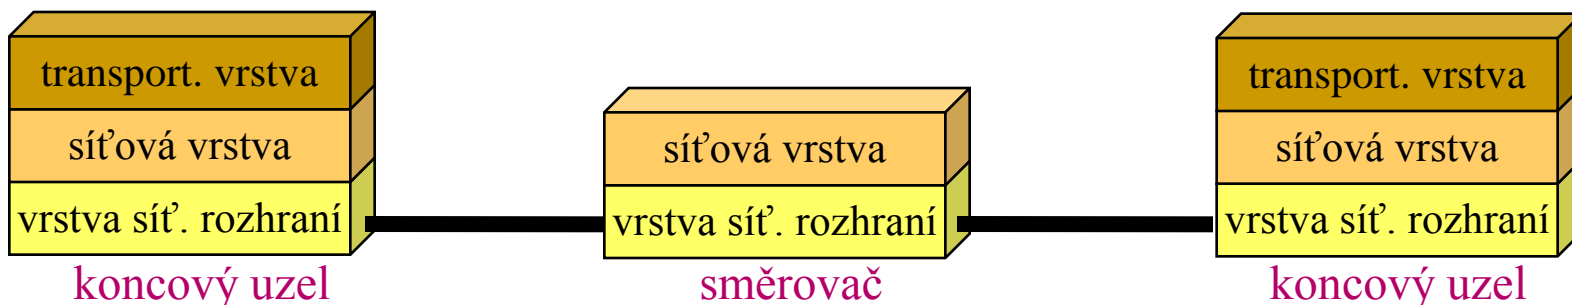 transport. vrstva
síťová vrstva
vrstva síť. rozhraní
koncový uzel
síťová vrstva
vrstva síť. rozhraní
směrovač
transport. vrstva
síťová vrstva
vrstva síť. rozhraní
koncový uzel